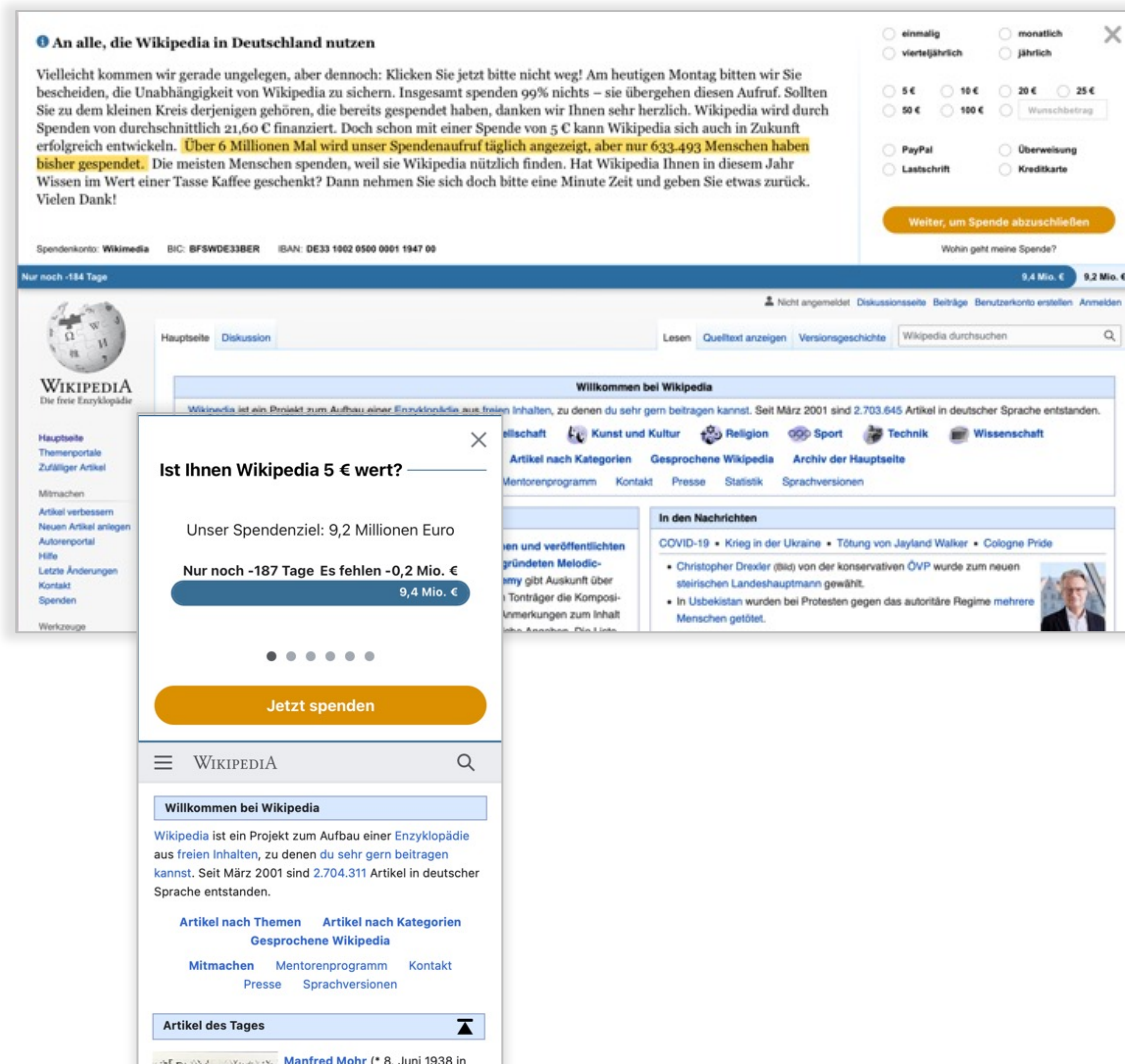 An alle, die Wikipedia in Deutschland nutzen
Vielleicht kommen wir gerade ungelegen, aber dennoch: Klicken Sie jetzt bitte nicht weg! Am heutigen Montag bitten wir Sie
bescheiden, die Unabhängigkeit von Wikipedia zu sichern. Insgesamt spenden 99% nichts – sie übergehen diesen Aufruf. Sollten
Sie zu dem kleinen Kreis derjenigen gehören, die bereits gespendet haben, danken wir Ihnen sehr herzlich. Wikipedia wird durch
Spenden von durchschnittlich 21,60 € finanziert. Doch schon mit einer Spende von 5 € kann Wikipedia sich auch in Zukunft
erfolgreich entwickeln. Über 6 Millionen Mal wird unser Spendenaufruf täglich angezeigt, aber nur 633.493 Menschen haben
bisher gespendet. Die meisten Menschen spenden, weil sie Wikipedia nützlich finden. Hat Wikipedia Ihnen in diesem Jahr
Wissen im Wert einer Tasse Kaffee geschenkt? Dann nehmen Sie sich doch bitte eine Minute Zeit und geben Sie etwas zurück.
Vielen Dank!
Spendenkonto: Wikimedia BIC: BFSWDE33BER IBAN: DE33 1002 0500 0001 1947 00
einmalig monatlich
vierteljährlich jährlich
5 € 10 € 20 € 25 €
50 € 100 € Wunschbetrag
PayPal Überweisung
Lastschrift Kreditkarte
Weiter, um Spende abzuschließen
Wohin geht meine Spende?
Nur noch -184 Tage 9,4 Mio. € 9,2 Mio. €
Nicht angemeldet Diskussionsseite Beiträge Benutzerkonto erstellen Anmelden
Hauptseite Diskussion Lesen Quelltext anzeigen Versionsgeschichte Wikipedia durchsuchen
WIKIPEDIA
Die freie Enzyklopädie
Hauptseite
Themenportale
Zufälliger Artikel
Mitmachen
Artikel verbessern
Neuen Artikel anlegen
Autorenportal
Hilfe
Letzte Änderungen
Kontakt
Spenden
Werkzeuge
Willkommen bei Wikipedia
Wikipedia ist ein Projekt zum Aufbau einer Enzyklopädie aus freien Inhalten, zu denen du sehr gern beitragen kannst. Seit März 2001 sind 2.703.645 Artikel in deutscher Sprache entstanden.
ellschaft Kunst und Kultur Religion Sport Technik Wissenschaft
Artikel nach Kategorien Gesprochene Wikipedia Archiv der Hauptseite
Mentorenprogramm Kontakt Presse Statistik Sprachversionen
en und veröffentlichten
gründeten Melodic-
emy gibt Auskunft über
Tonträger die Komposi-
Anmerkungen zum Inhalt
In den Nachrichten
COVID-19 • Krieg in der Ukraine • Tötung von Jayland Walker • Cologne Pride
• Christopher Drexler (Bild) von der konservativen ÖVP wurde zum neuen
steirischen Landeshauptmann gewählt.
• In Usbekistan wurden bei Protesten gegen das autoritäre Regime mehrere
Menschen getötet.
Ist Ihnen Wikipedia 5 € wert?
Unser Spendenziel: 9,2 Millionen Euro
Nur noch -187 Tage Es fehlen -0,2 Mio. €
9,4 Mio. €
Jetzt spenden
WIKIPEDIA
Willkommen bei Wikipedia
Wikipedia ist ein Projekt zum Aufbau einer Enzyklopädie
aus freien Inhalten, zu denen du sehr gern beitragen
kannst. Seit März 2001 sind 2.704.311 Artikel in deutscher
Sprache entstanden.
Artikel nach Themen Artikel nach Kategorien
Gesprochene Wikipedia
Mitmachen Mentorenprogramm Kontakt
Presse Sprachversionen
Artikel des Tages
Manfred Mohr (* 8. Juni 1938 in